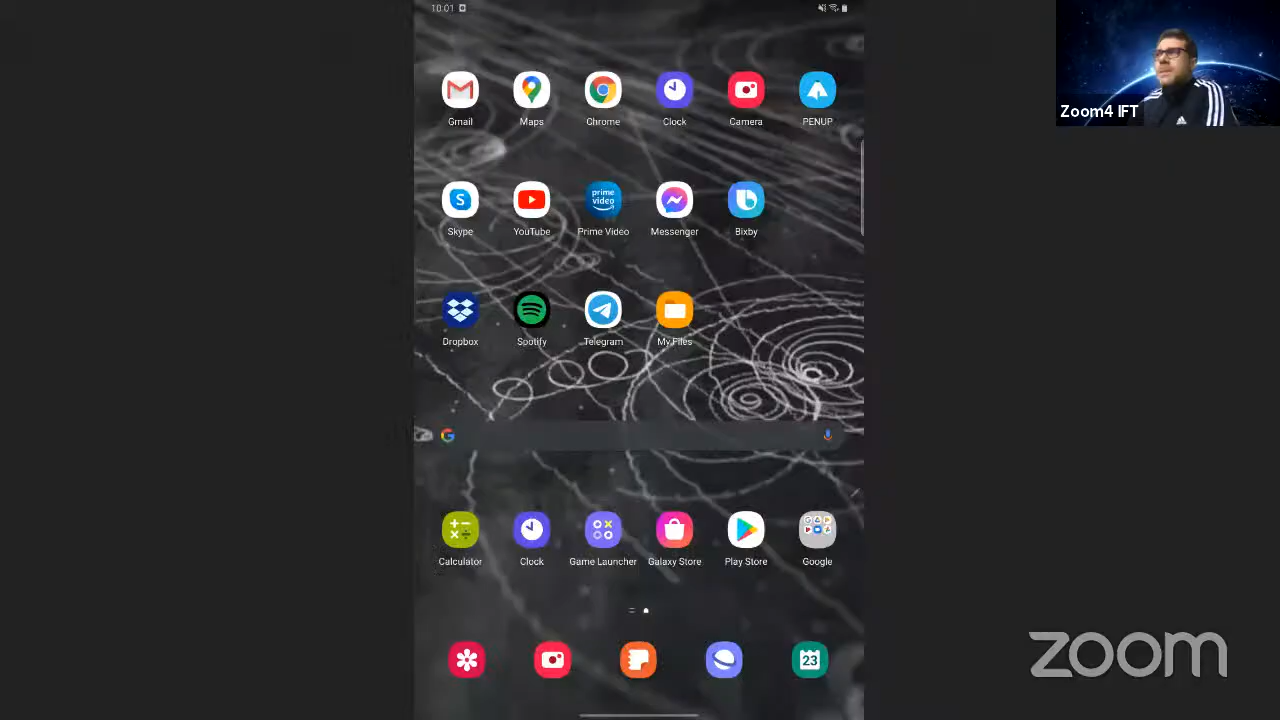 10:01
Gmail
Maps
Chrome
Clock
Camera
PENUP
Zoom4 IFT
S
prime video
Skype
YouTube
Prime Video
Messenger
Bixby
Dropbox
Spotify
Telegram
My Files
G
Calculator
Clock
Game Launcher
Galaxy Store
Play Store
Google
23
zoom